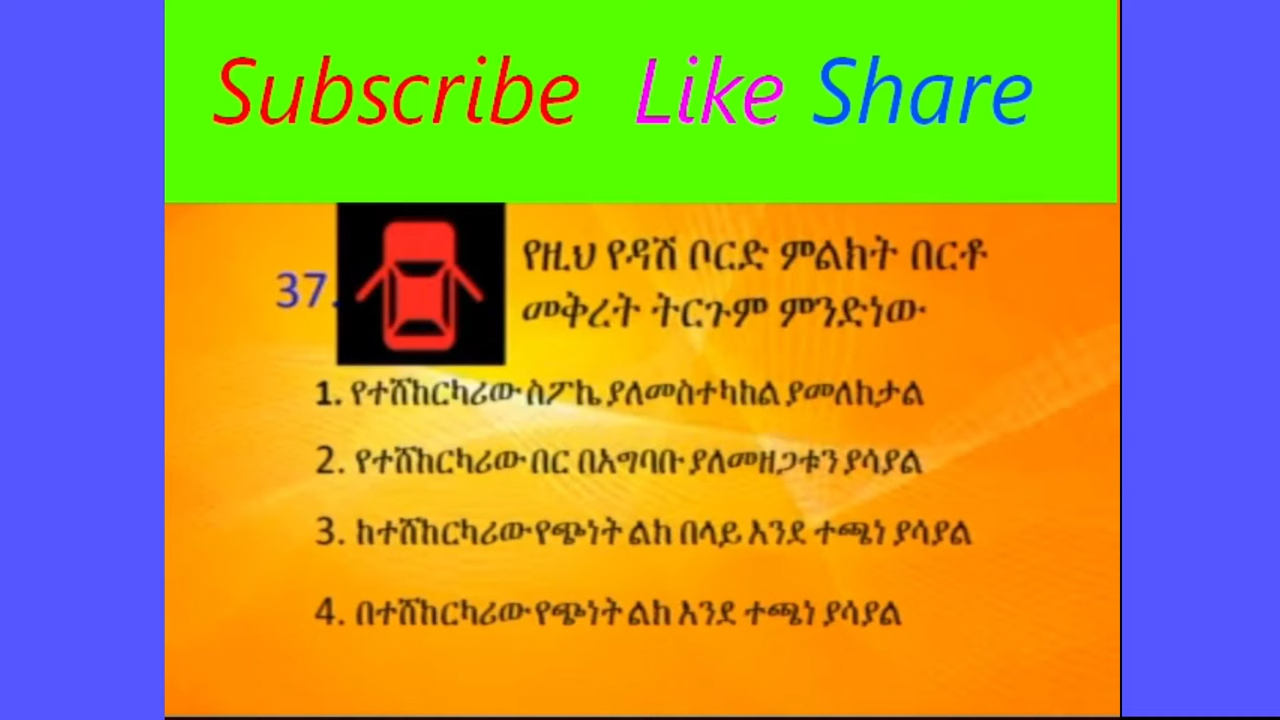 Subscribe Like Share
37. የዚህ የዳሽ ቦርድ ምልክት በርቶ
መቅረት ትርጉም ምንድነው
1. የተሽከርካሪው ስፖኬ ያለመስተካከል ያመለክታል
2. የተሽከርካሪው በር በአግባቡ ያለመዘጋቱን ያሳያል
3. ከተሽከርካሪው የጭነት ልክ በላይ እንደ ተጫነ ያሳያል
4. በተሽከርካሪው የጭነት ልክ እንደ ተጫነ ያሳያል